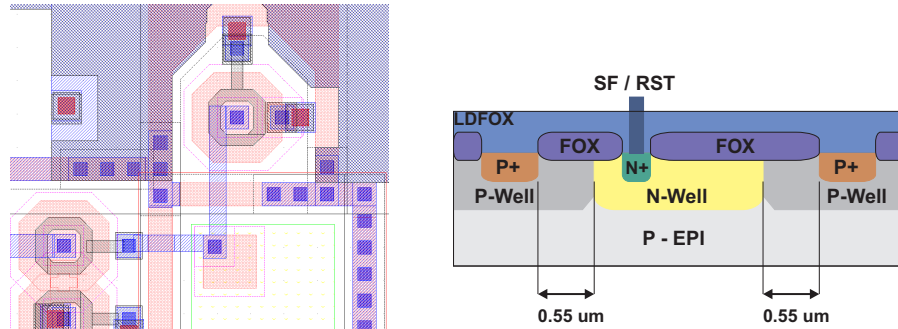 SF / RST
LDFOX
FOX FOX
P+ N+ P+
P-Well N-Well P-Well
P - EPI
0.55 um 0.55 um